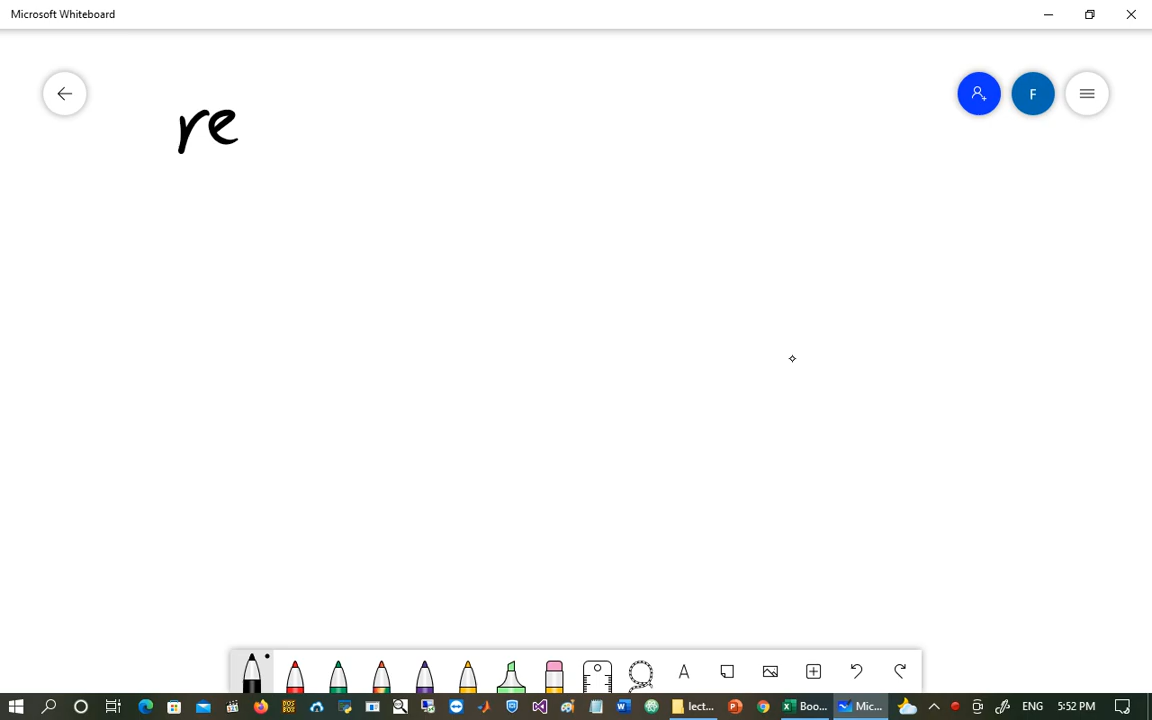 Microsoft Whiteboard
F
re
A
lect...
Boo...
Mic...
ENG
5:52 PM